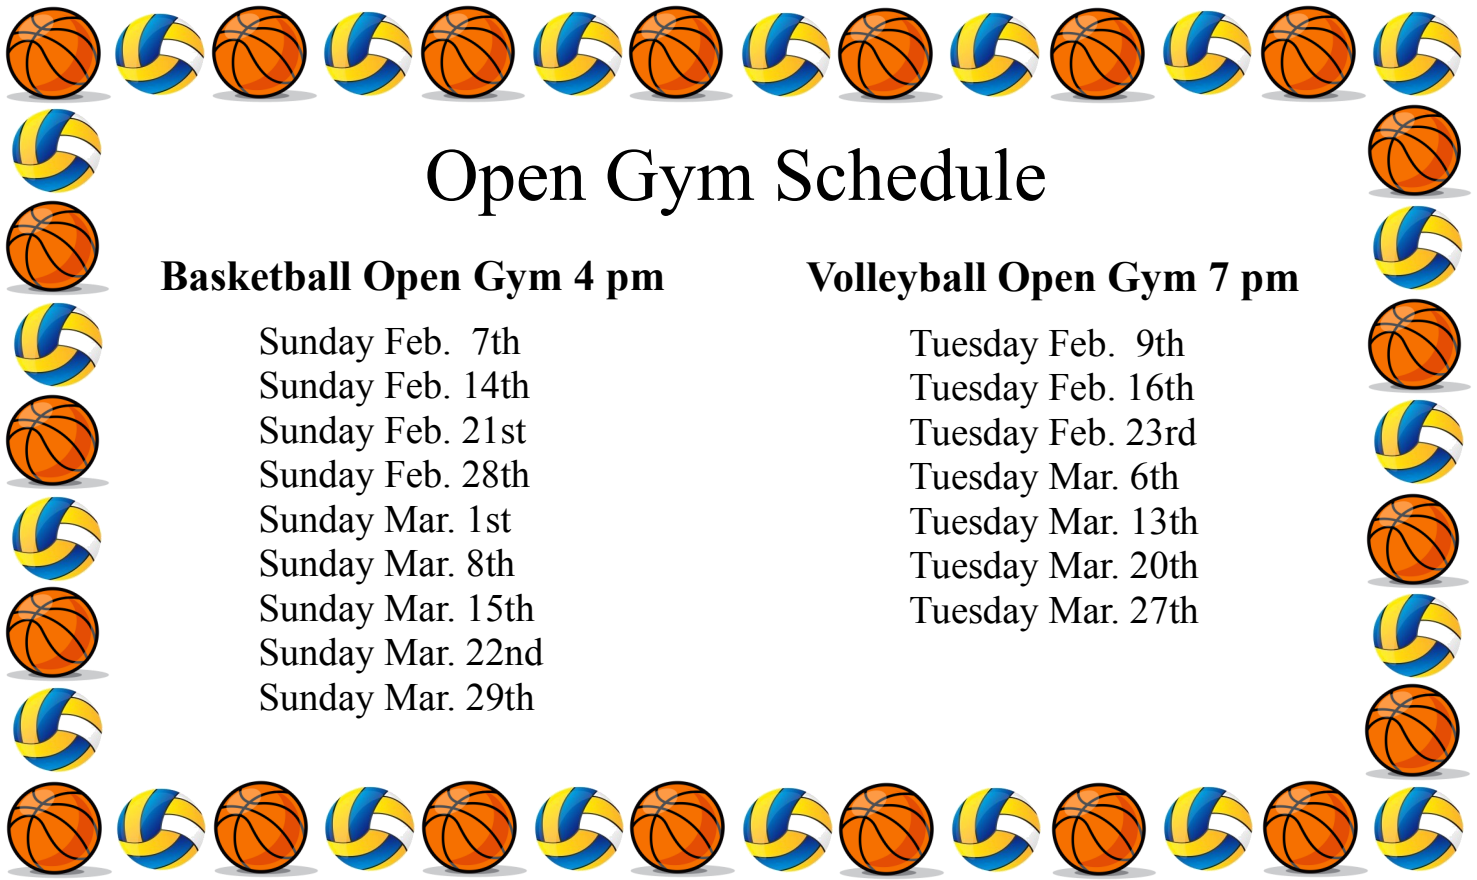 Open Gym Schedule
Basketball Open Gym 4 pm
Sunday Feb.  7th
Sunday Feb. 14th
Sunday Feb. 21st
Sunday Feb. 28th
Sunday Mar. 1st
Sunday Mar. 8th
Sunday Mar. 15th
Sunday Mar. 22nd
Sunday Mar. 29th
Volleyball Open Gym 7 pm
Tuesday Feb.  9th
Tuesday Feb. 16th
Tuesday Feb. 23rd
Tuesday Mar. 6th
Tuesday Mar. 13th
Tuesday Mar. 20th
Tuesday Mar. 27th